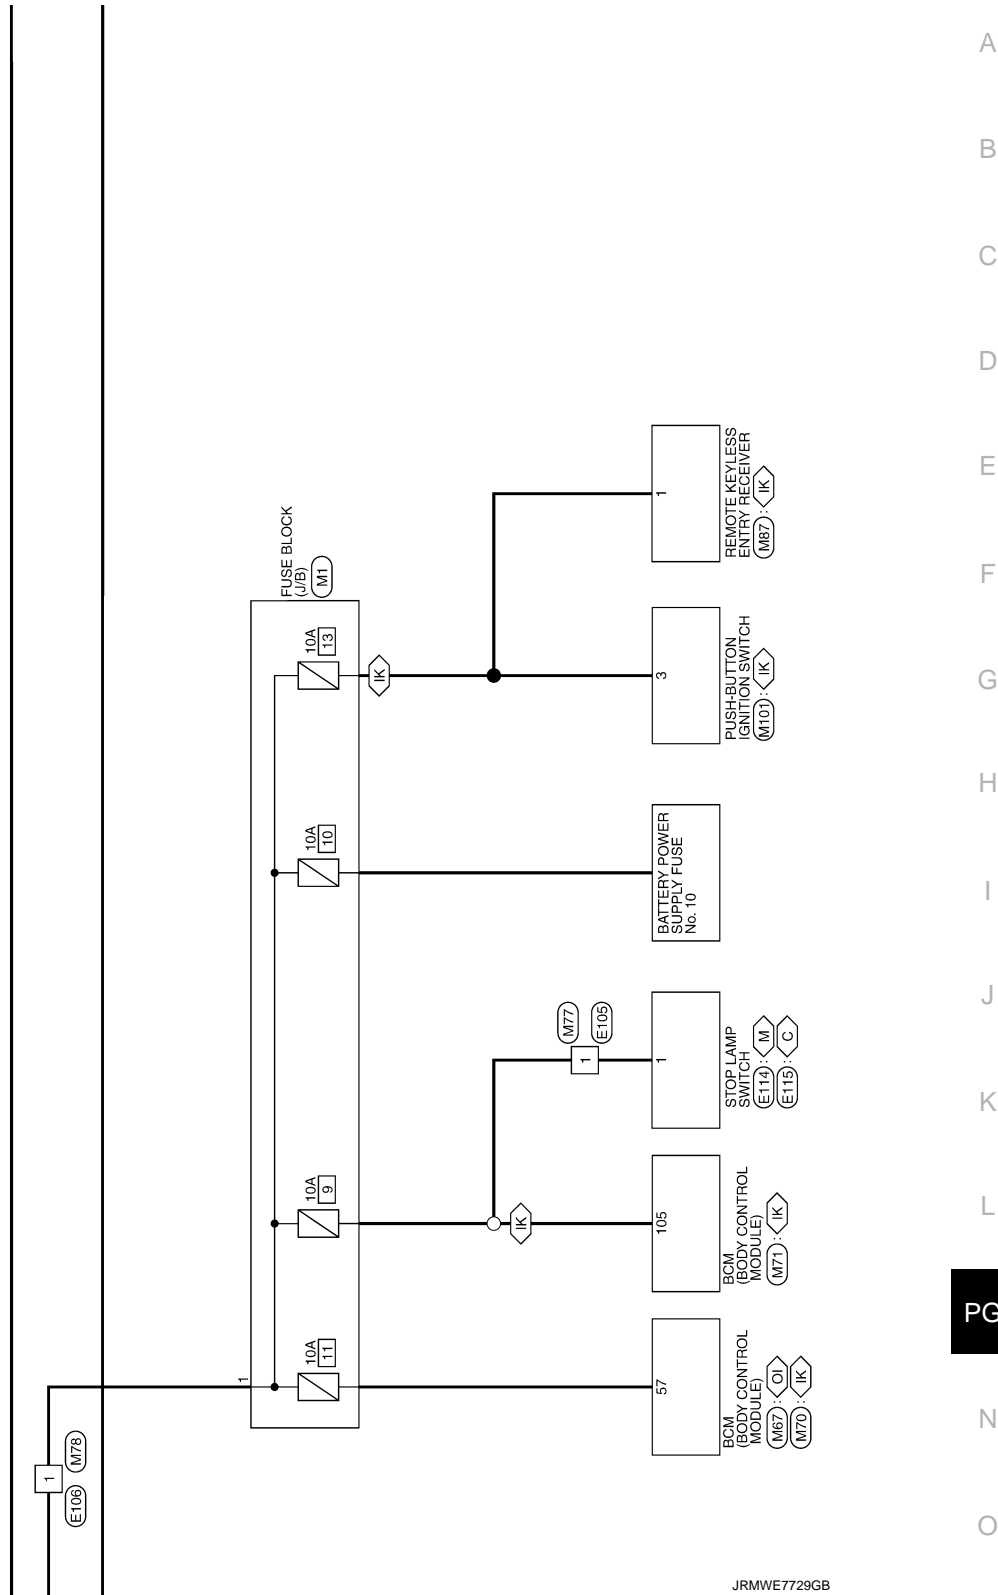 A
B
C
D
E
F
G
H
I
J
K
L
PG
N
O
E106
M78
1
1
FUSE BLOCK
(J/B)
M1
10A
11
10A
9
10A
10
10A
13
IK
IK
M77
E105
1
57
BCM
(BODY CONTROL
MODULE)
M67 : OI
M70 : IK
105
BCM
(BODY CONTROL
MODULE)
M71 : IK
1
STOP LAMP
SWITCH
E114 : M
E115 : C
BATTERY POWER
SUPPLY FUSE
No. 10
3
PUSH-BUTTON
IGNITION SWITCH
M101 : IK
1
REMOTE KEYLESS
ENTRY RECEIVER
M87 : IK
JRMWE7729GB